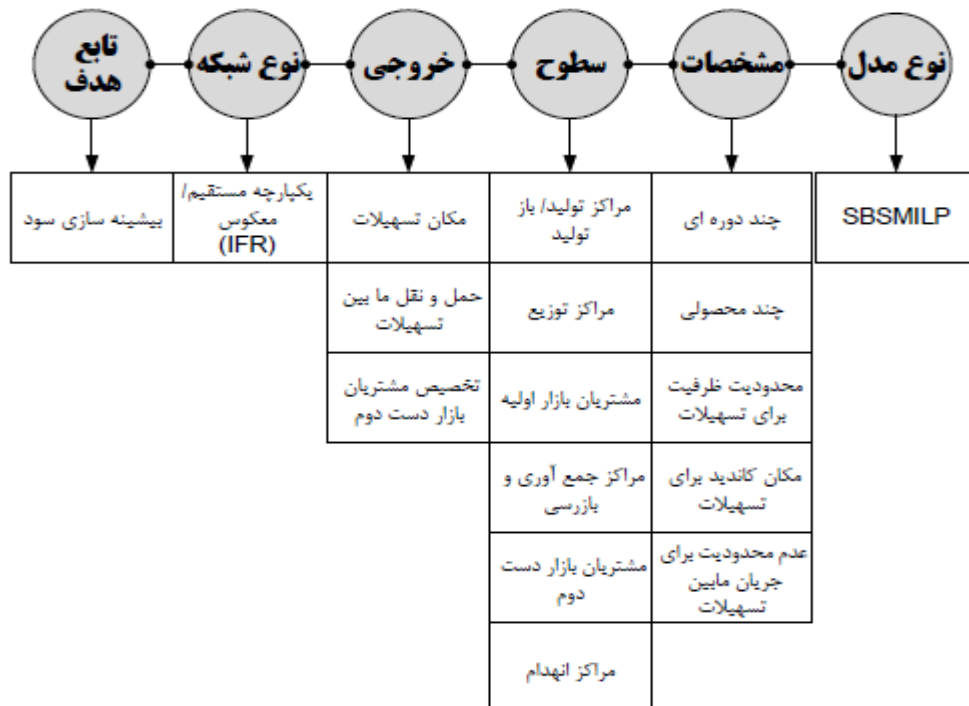 نوع مدل
مشخصات
سطوح
خروجی
نوع شبکه
تابع
هدف
SBSMILP
چند دوره ای
چند محصولی
محدودیت ظرفیت
برای تسهیلات
مکان کاندید برای
تسهیلات
عدم محدودیت برای
جریان مابین
تسهیلات
مراکز تولید/ باز
تولید
مراکز توزیع
مشتریان بازار اولیه
مراکز جمع آوری و
بازرسی
مشتریان بازار دست
دوم
مراکز انهدام
مکان تسهیلات
حمل و نقل ما بین
تسهیلات
تخصیص مشتریان
بازار دست دوم
یکپارچه مستقیم/
معکوس
(IFR)
بیشینه سازی سود